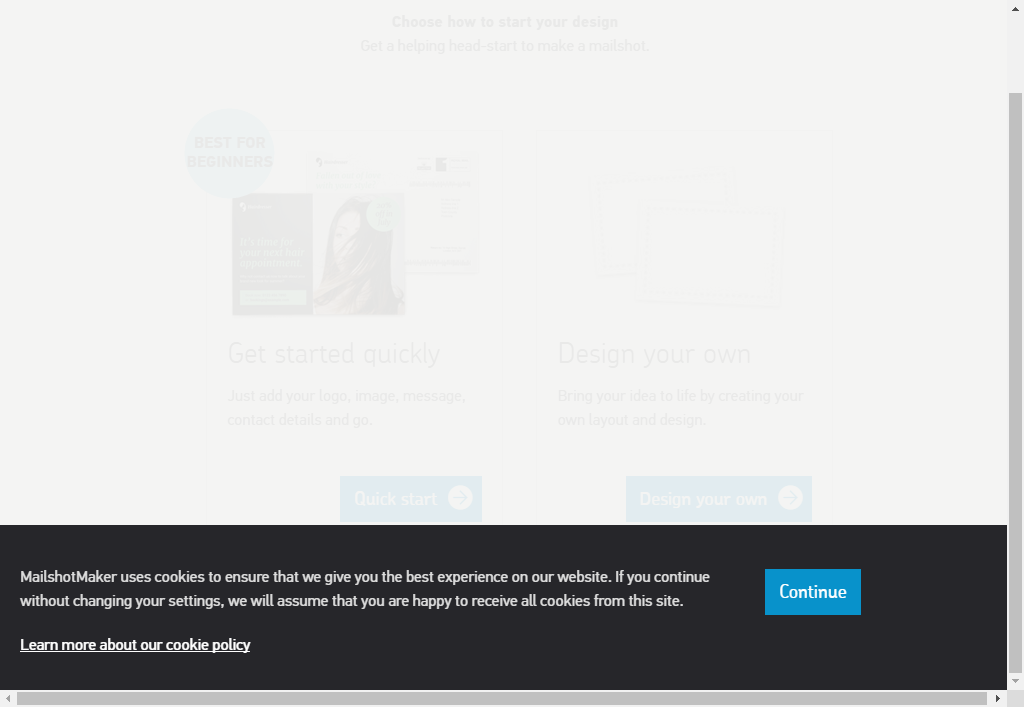 Choose how to start your design
Get a helping head-start to make a mailshot.
BEST FOR
BEGINNERS
Get started quickly
Just add your logo, image, message,
contact details and go.
Quick start
Design your own
Bring your idea to life by creating your
own layout and design.
Design your own
MailshotMaker uses cookies to ensure that we give you the best experience on our website. If you continue
without changing your settings, we will assume that you are happy to receive all cookies from this site.
Continue
Learn more about our cookie policy